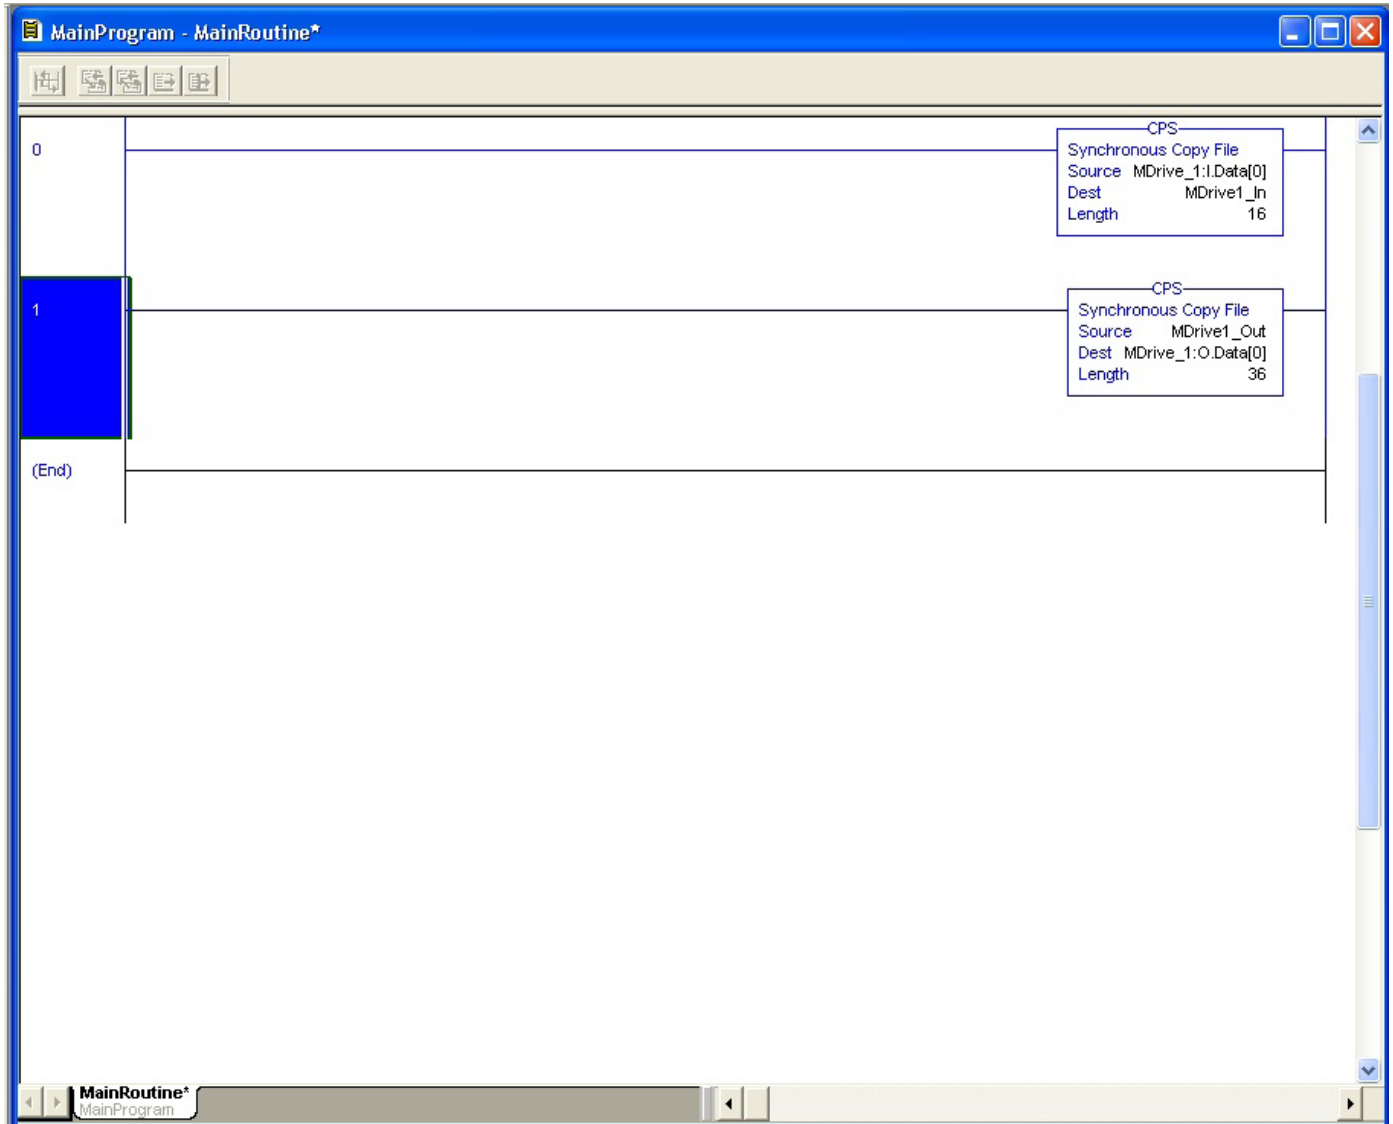 MainProgram - MainRoutine*
0
CPS
Synchronous Copy File
Source MDrive_1:I.Data[0]
Dest MDrive1_In
Length 16
1
CPS
Synchronous Copy File
Source MDrive1_Out
Dest MDrive_1:O.Data[0]
Length 36
(End)
MainRoutine*
MainProgram